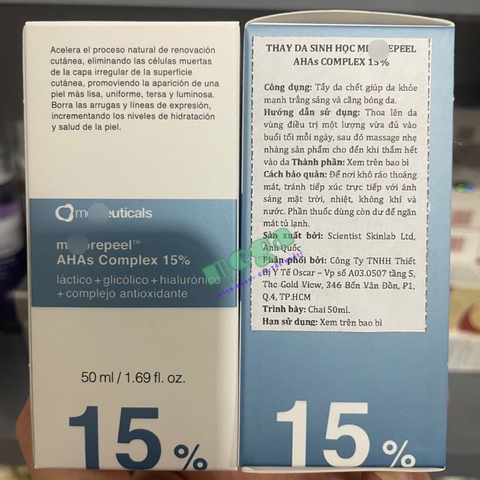 Acelera el proceso natural de renovación
cutánea, eliminando las células muertas
de la capa irregular de la superficie
cutánea, promoviendo la aparición de una
piel màs lisa, uniforme, tersa y luminosa.
Borra las arrugas y líneas de expresión,
incrementando los niveles de hidratación
y salud de la piel.
AHAs Complex 15%
láctico + glicólico + hialurónico
+ complejo antioxidante
50 ml / 1.69 fl. oz.
15 %
THAY DA SINH HỌC
AHAs COMPLEX 15%
Công dụng: Tẩy da chết giúp da khỏe
mạnh trắng sáng và căng bóng da.
Hướng dẫn sử dụng: Thoa lên da
vùng điều trị một lượng vừa đủ vào
buổi tối mỗi ngày, sau đó massage nhẹ
nhàng sản phẩm cho đến khi thấm hết
vào da Thành phần: Xem trên bao bì
Cách bảo quản: Để nơi khô ráo thoáng
mát, tránh tiếp xúc trực tiếp với ánh
sáng mặt trời, nhiệt, không khí và
nước. Phần thuốc dùng còn dư để ngăn
mát tủ lạnh.
Sản xuất bởi: Scientist Skinlab Ltd,
Anh Quốc
Phân phối bởi: Công Ty TNHH Thiết
Bị Y Tế Oscar – Vp số A03.0507 tầng 5,
The Gold View, 346 Bến Vân Đồn, P1,
Q.4, TP.HCM
Trình bày: Chai 50ml.
Hạn sử dụng: Xem trên bao bì
15 %